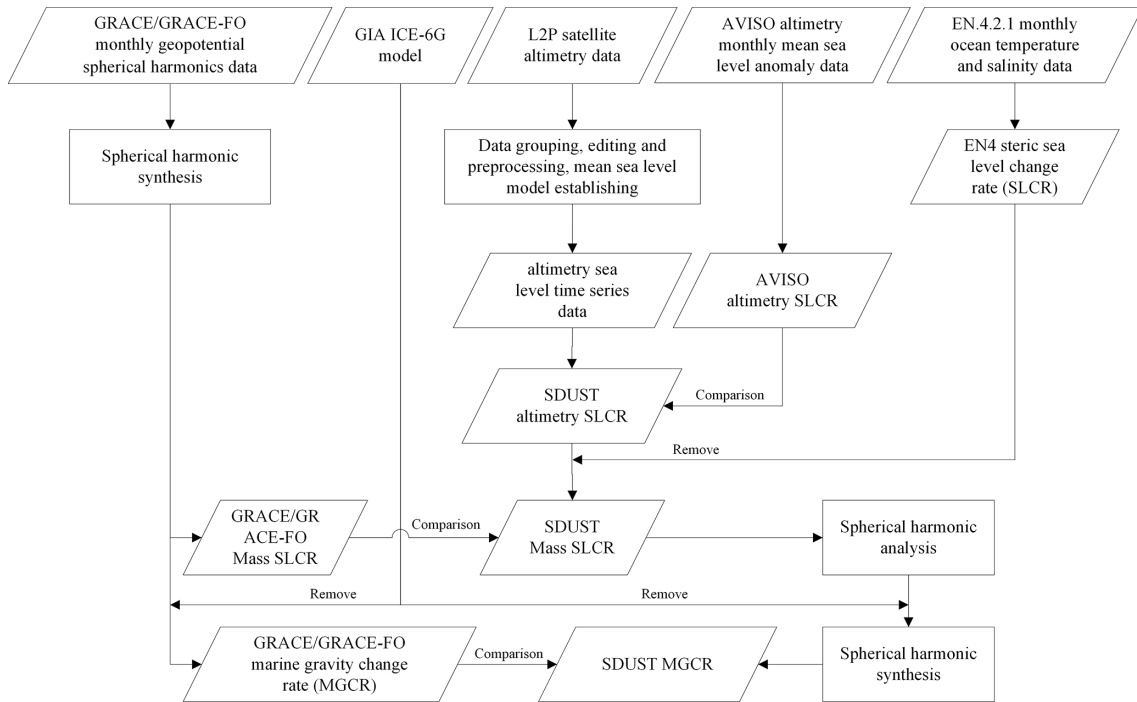 GRACE/GRACE-FO
monthly geopotential
spherical harmonics data
GIA ICE-6G
model
L2P satellite
altimetry data
AVISO altimetry
monthly mean sea
level anomaly data
EN.4.2.1 monthly
ocean temperature
and salinity data
Spherical harmonic
synthesis
Data grouping, editing and
preprocessing, mean sea level
model establishing
EN4 steric sea
level change
rate (SLCR)
altimetry sea
level time series
data
AVISO
altimetry SLCR
SDUST
altimetry SLCR
Comparison
Remove
GRACE/GR
ACE-FO
Mass SLCR
Comparison
SDUST
Mass SLCR
Spherical harmonic
analysis
Remove
Remove
GRACE/GRACE-FO
marine gravity change
rate (MGCR)
Comparison
SDUST MGCR
Spherical harmonic
synthesis